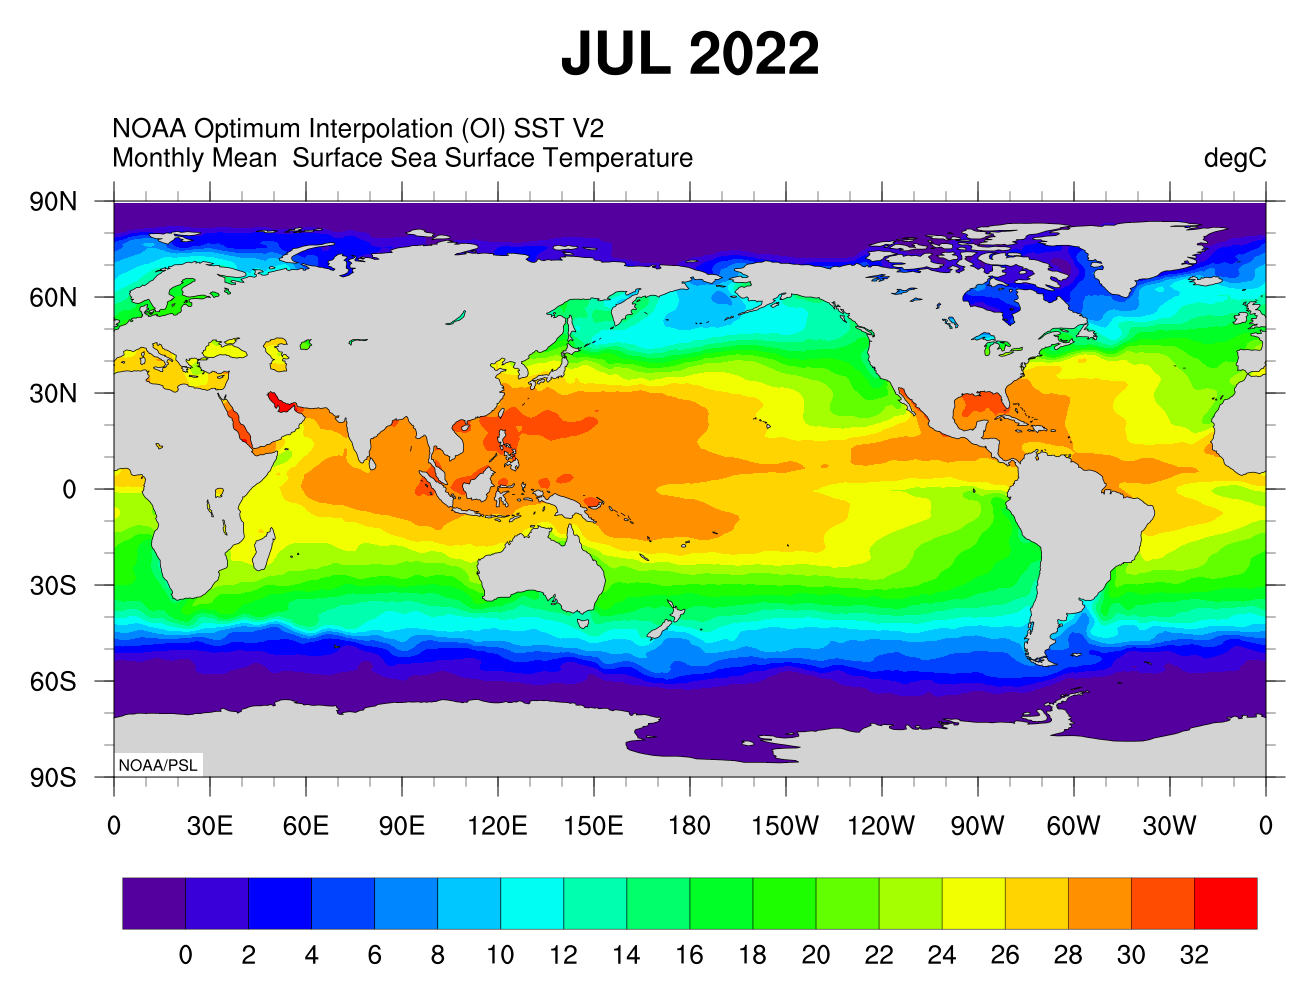 JUL 2022
NOAA Optimum Interpolation (OI) SST V2
Monthly Mean  Surface Sea Surface Temperature
degC
90N
60N
30N
0
30S
60S
90S
NOAA/PSL
0 30E 60E 90E 120E 150E 180 150W 120W 90W 60W 30W 0
0 2 4 6 8 10 12 14 16 18 20 22 24 26 28 30 32